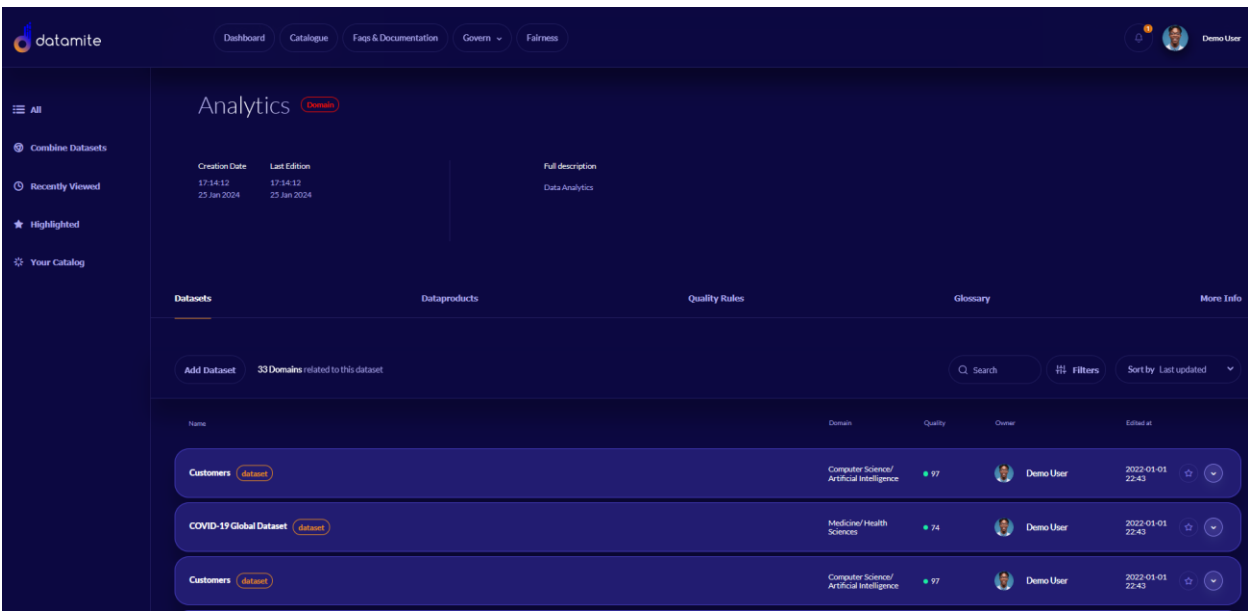 datamite
Dashboard Catalogue Faqs & Documentation Govern Fairness
1
Demo User
All
Combine Datasets
Recently Viewed
Highlighted
Your Catalog
Analytics Domain
Creation Date Last Edition Full description
17:14:12 17:14:12 Data Analytics
25 Jan 2024 25 Jan 2024
Datasets Dataproducts Quality Rules Glossary More Info
Add Dataset 33 Domains related to this dataset Search Filters Sort by Last updated
Name Domain Quality Owner Edited at
Customers dataset Computer Science/ 97 Demo User 2022-01-01
Artificial Intelligence 22:43
COVID-19 Global Dataset dataset Medicine/Health 74 Demo User 2022-01-01
Sciences 22:43
Customers dataset Computer Science/ 97 Demo User 2022-01-01
Artificial Intelligence 22:43